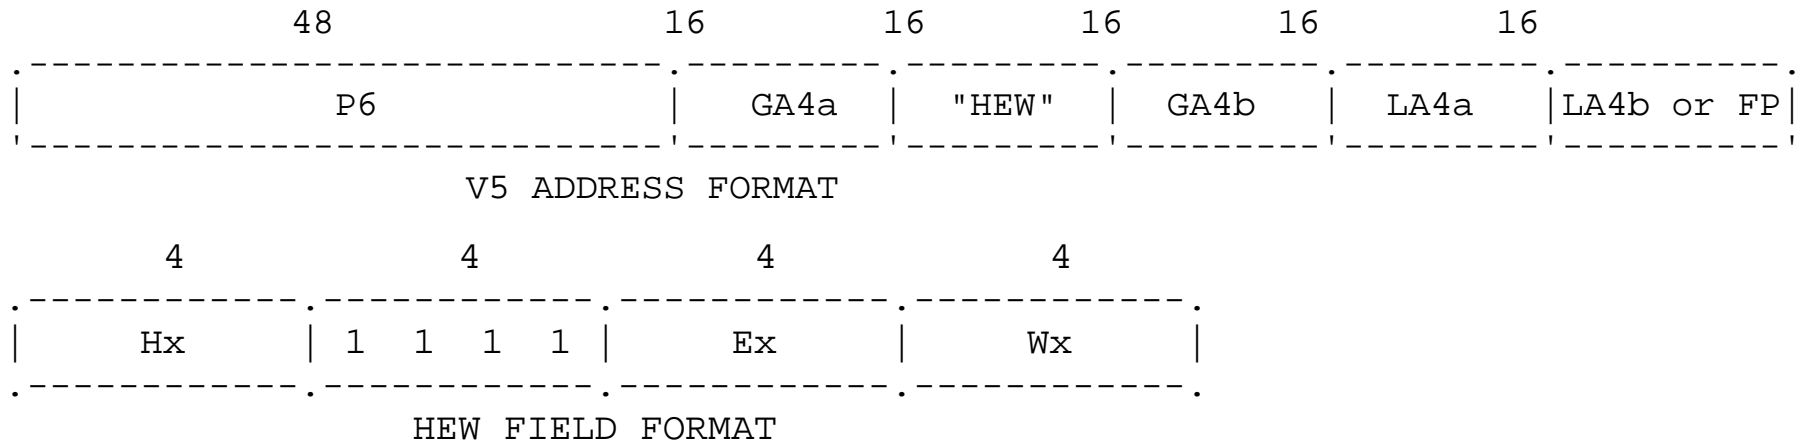 48 16 16 16 16 16
.-----------------------------.---------.---------.---------.---------.----------.
| P6 | GA4a | "HEW" | GA4b | LA4a |LA4b or FP|
'-----------------------------'---------'---------'---------'---------'----------'
V5 ADDRESS FORMAT
4 4 4 4
.------------.------------.------------.------------.
| Hx | 1 1 1 1 | Ex | Wx |
.------------.------------.------------.------------.
HEW FIELD FORMAT